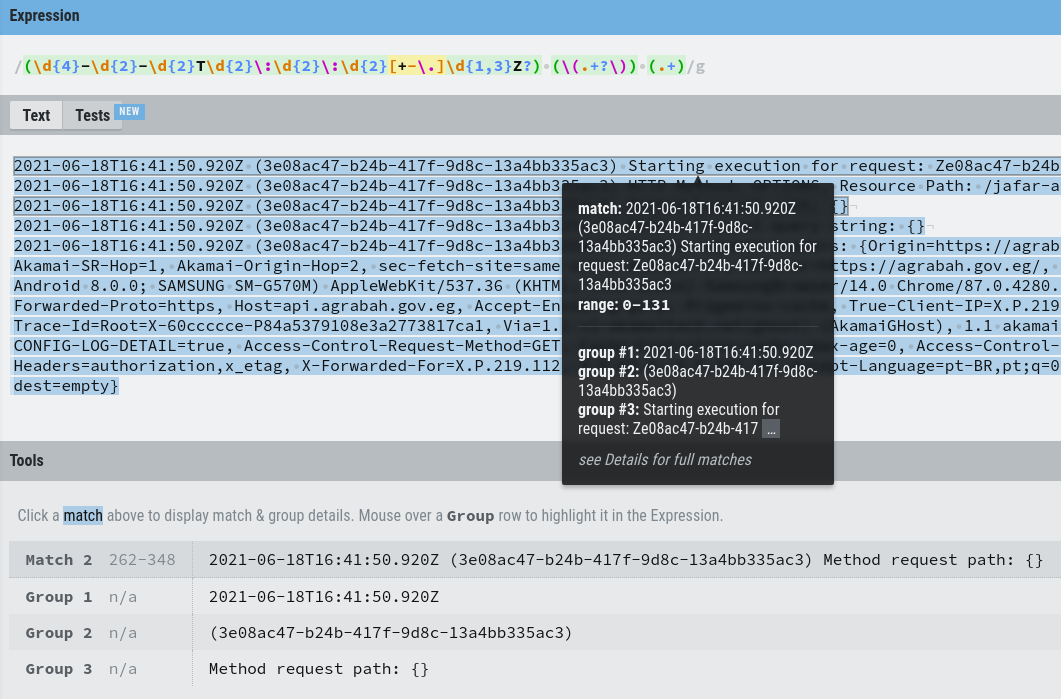 Expression
/(\d{4}-\d{2}-\d{2}T\d{2}\:\d{2}\:\d{2}[+-\.]\d{1,3}Z?)·(\(.+?\))·(.+)/g
Text Tests NEW
2021-06-18T16:41:50.920Z·(3e08ac47-b24b-417f-9d8c-13a4bb335ac3)·Starting·execution·for·request:·Ze08ac47-b24b
2021-06-18T16:41:50.920Z·(3e08ac47-b24b-417f-9d8c-13a4bb335ac3)·HTTP Method: OPTIONS, Resource Path:·/jafar-a
2021-06-18T16:41:50.920Z·(3e08ac47-b24b-417f-9d8c-13a4bb3 {}¬
2021-06-18T16:41:50.920Z·(3e08ac47-b24b-417f-9d8c-13a4bb3 string:·{}¬
2021-06-18T16:41:50.920Z·(3e08ac47-b24b-417f-9d8c-13a4bb3 s:·{Origin=https://agrab
Akamai-SR-Hop=1,·Akamai-Origin-Hop=2,·sec-fetch-site=same ttps://agrabah.gov.eg/,·
Android·8.0.0;·SAMSUNG·SM-G570M)·AppleWebKit/537.36·(KHTM /14.0·Chrome/87.0.4280.
Forwarded-Proto=https,·Host=api.agrabah.gov.eg,·Accept-En ·True-Client-IP=X.P.219
Trace-Id=Root=X-60ccccce-P84a5379108e3a2773817ca1,·Via=1. AkamaiGHost),·1.1·akamai
CONFIG-LOG-DETAIL=true,·Access-Control-Request-Method=GET x-age=0,·Access-Control-
Headers=authorization,x_etag,·X-Forwarded-For=X.P.219.112 pt-Language=pt-BR,pt;q=0
dest=empty}
match: 2021-06-18T16:41:50.920Z
(3e08ac47-b24b-417f-9d8c-
13a4bb335ac3) Starting execution for
request: Ze08ac47-b24b-417f-9d8c-
13a4bb335ac3
range: 0-131
group #1: 2021-06-18T16:41:50.920Z
group #2: (3e08ac47-b24b-417f-9d8c-
13a4bb335ac3)
group #3: Starting execution for
request: Ze08ac47-b24b-417 …
see Details for full matches
Tools
Click a match above to display match & group details. Mouse over a Group row to highlight it in the Expression.
Match 2 262-348 2021-06-18T16:41:50.920Z (3e08ac47-b24b-417f-9d8c-13a4bb335ac3) Method request path: {}
Group 1 n/a 2021-06-18T16:41:50.920Z
Group 2 n/a (3e08ac47-b24b-417f-9d8c-13a4bb335ac3)
Group 3 n/a Method request path: {}